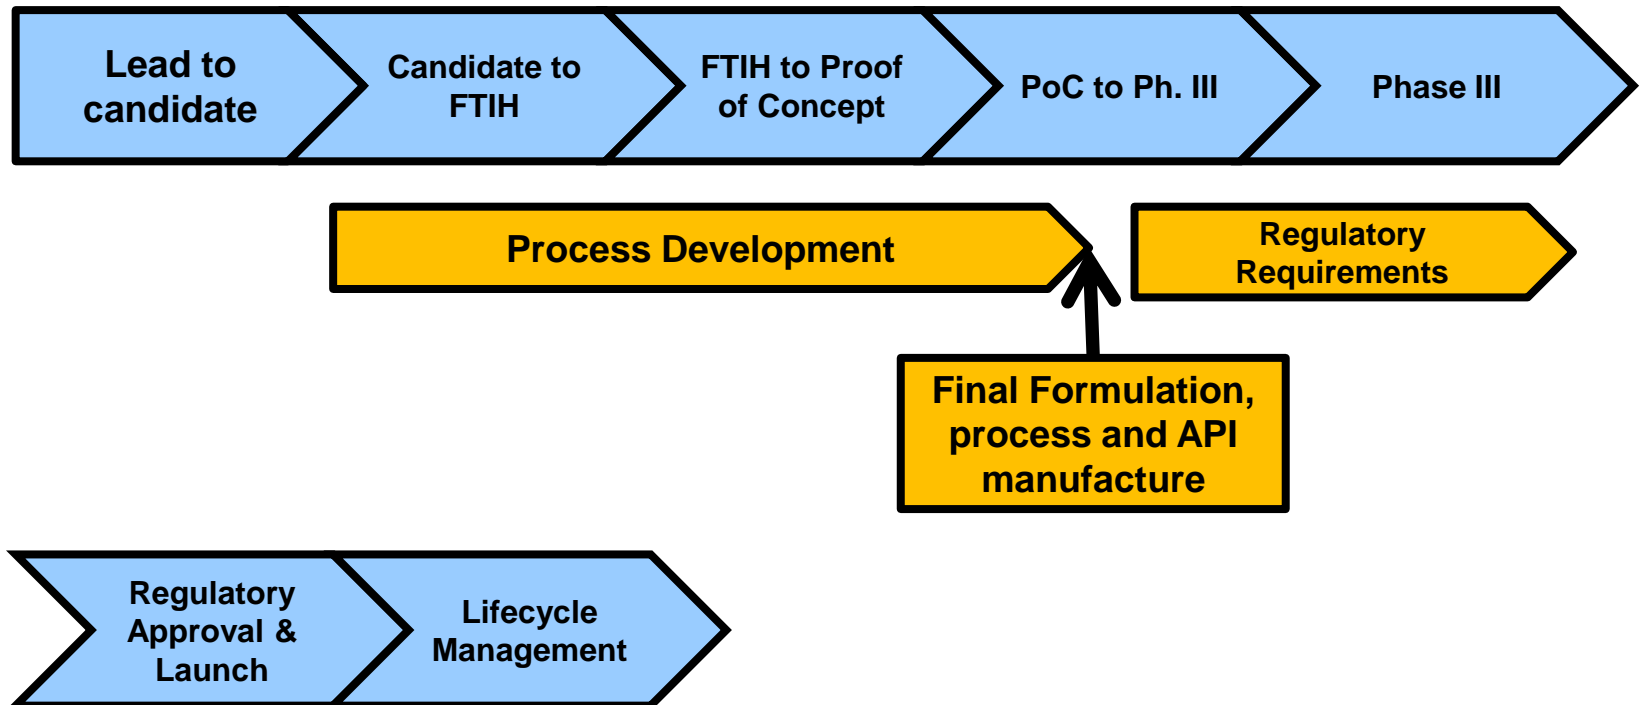 Lead to
candidate
Candidate to
FTIH
FTIH to Proof
of Concept
PoC to Ph. III
Phase III
Process Development
Regulatory
Requirements
Final Formulation,
process and API
manufacture
Regulatory
Approval &
Launch
Lifecycle
Management